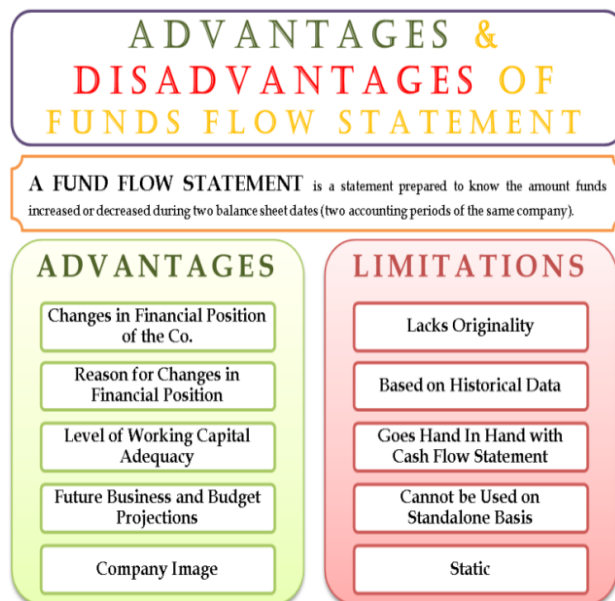 ADVANTAGES &
DISADVANTAGES OF
FUNDS FLOW STATEMENT
A FUND FLOW STATEMENT is a statement prepared to know the amount funds
increased or decreased during two balance sheet dates (two accounting periods of the same company).
ADVANTAGES
Changes in Financial Position
of the Co.
Reason for Changes in
Financial Position
Level of Working Capital
Adequacy
Future Business and Budget
Projections
Company Image
LIMITATIONS
Lacks Originality
Based on Historical Data
Goes Hand In Hand with
Cash Flow Statement
Cannot be Used on
Standalone Basis
Static